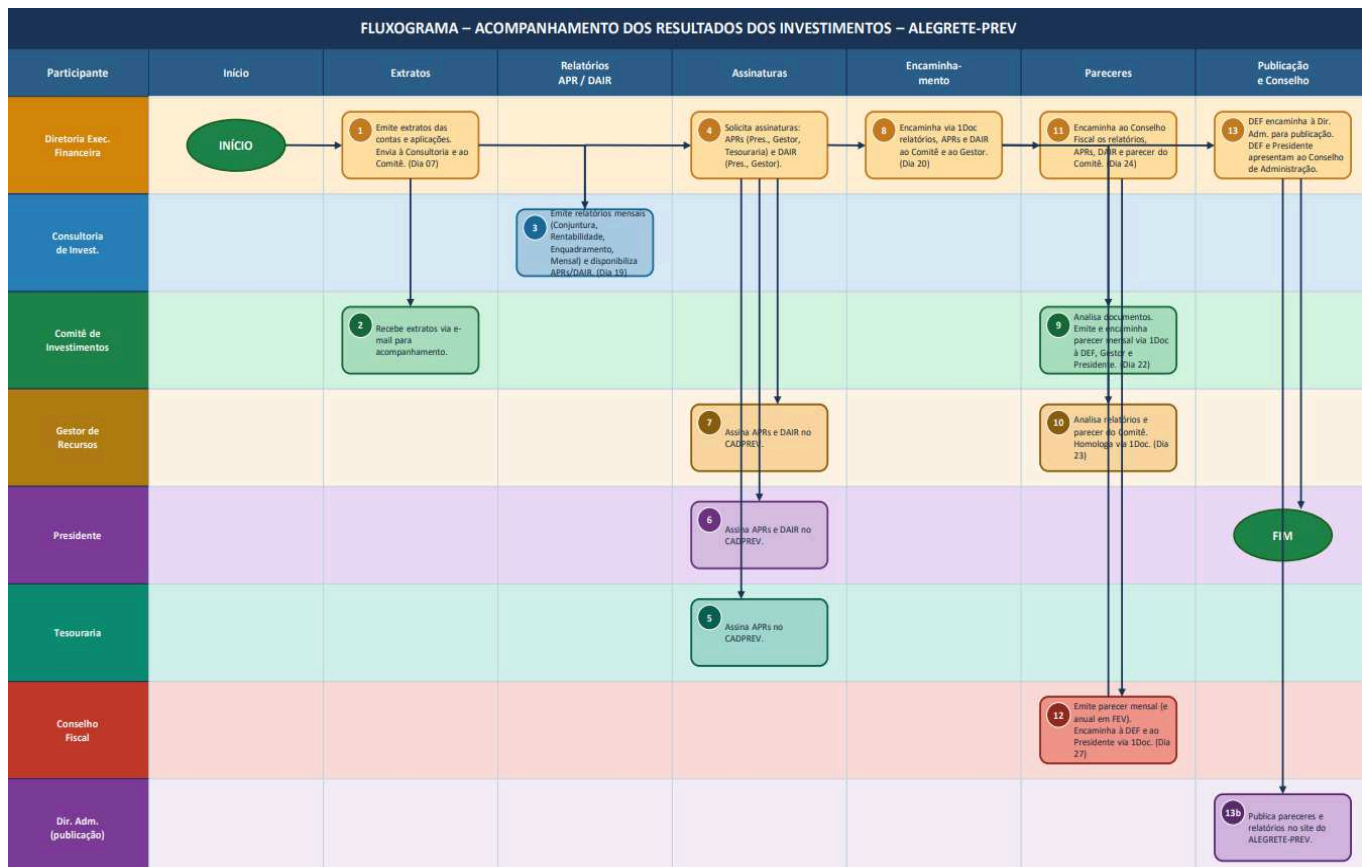 FLUXOGRAMA – ACOMPANHAMENTO DOS RESULTADOS DOS INVESTIMENTOS – ALEGRETE-PREV
Participante
Início
Extratos
Relatórios
APR / DAIR
Assinaturas
Encaminha-
mento
Pareceres
Publicação
e Conselho
Diretoria Exec.
Financeira
INÍCIO
1
Emite extratos das
contas e aplicações.
Envia à Consultoria e ao
Comitê. (Dia 07)
4
Solicita assinaturas:
APRs (Pres., Gestor,
Tesouraria) e DAIR
(Pres., Gestor).
8
Encaminha via 1Doc
relatórios, APRs e DAIR
ao Comitê e ao Gestor.
(Dia 20)
11
Encaminha ao Conselho
Fiscal os relatórios,
APRs, DAIR e parecer do
Comitê. (Dia 24)
13
DEF encaminha à Dir.
Adm. para publicação.
DEF e Presidente
apresentam ao Conselho
de Administração.
Consultoria
de Invest.
3
Emite relatórios mensais
(Conjuntura,
Rentabilidade,
Enquadramento,
Mensal) e disponibiliza
APRs/DAIR. (Dia 19)
Comitê de
Investimentos
2
Recebe extratos via e-
mail para
acompanhamento.
9
Analisa documentos.
Emite e encaminha
parecer mensal via 1Doc
à DEF, Gestor e
Presidente. (Dia 22)
Gestor de
Recursos
7
Assina APRs e DAIR no
CADPREV.
10
Analisa relatórios e
parecer do Comitê.
Homologa via 1Doc. (Dia
23)
Presidente
6
Assina APRs e DAIR no
CADPREV.
FIM
Tesouraria
5
Assina APRs no
CADPREV.
Conselho
Fiscal
12
Emite parecer mensal (e
anual em FEV).
Encaminha à DEF e ao
Presidente via 1Doc. (Dia
27)
Dir. Adm.
(publicação)
13b
Publica pareceres e
relatórios no site do
ALEGRETE-PREV.